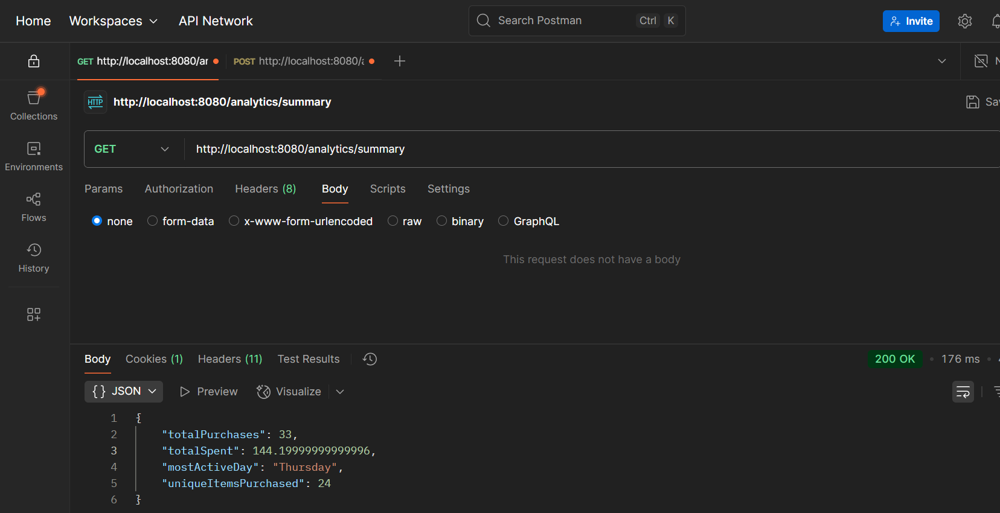 Home Workspaces API Network Search Postman Ctrl K Invite
GET http://localhost:8080/ar POST http://localhost:8080/a
HTTP http://localhost:8080/analytics/summary
Collections
GET http://localhost:8080/analytics/summary
Environments
Params Authorization Headers (8) Body Scripts Settings
Flows
none form-data x-www-form-urlencoded raw binary GraphQL
History
This request does not have a body
Body Cookies (1) Headers (11) Test Results 200 OK • 176 ms •
{} JSON Preview Visualize
1 {
2 "totalPurchases": 33,
3 "totalSpent": 144.19999999999996,
4 "mostActiveDay": "Thursday",
5 "uniqueItemsPurchased": 24
6 }